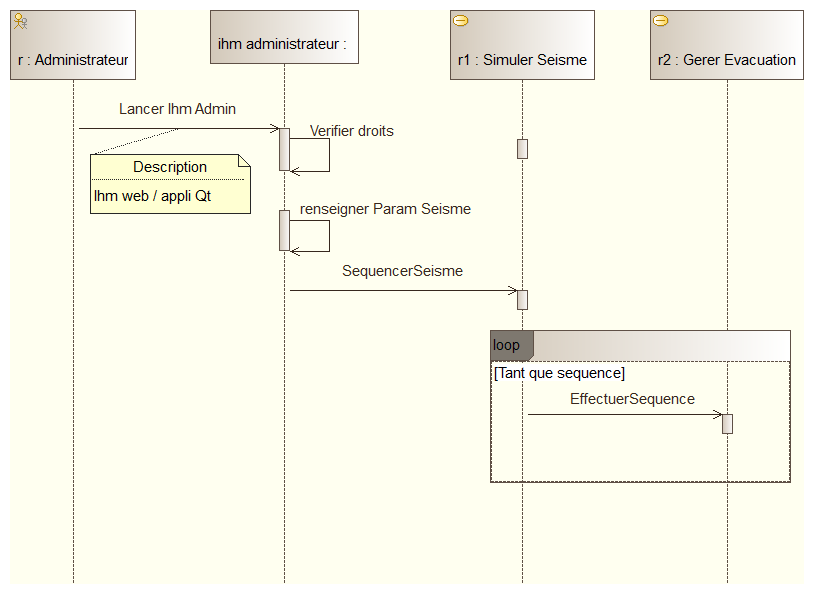 r : Administrateur
ihm administrateur :
r1 : Simuler Seisme
r2 : Gerer Evacuation
Lancer Ihm Admin
Verifier droits
Description
Ihm web / appli Qt
renseigner Param Seisme
SequencerSeisme
loop
[Tant que sequence]
EffectuerSequence